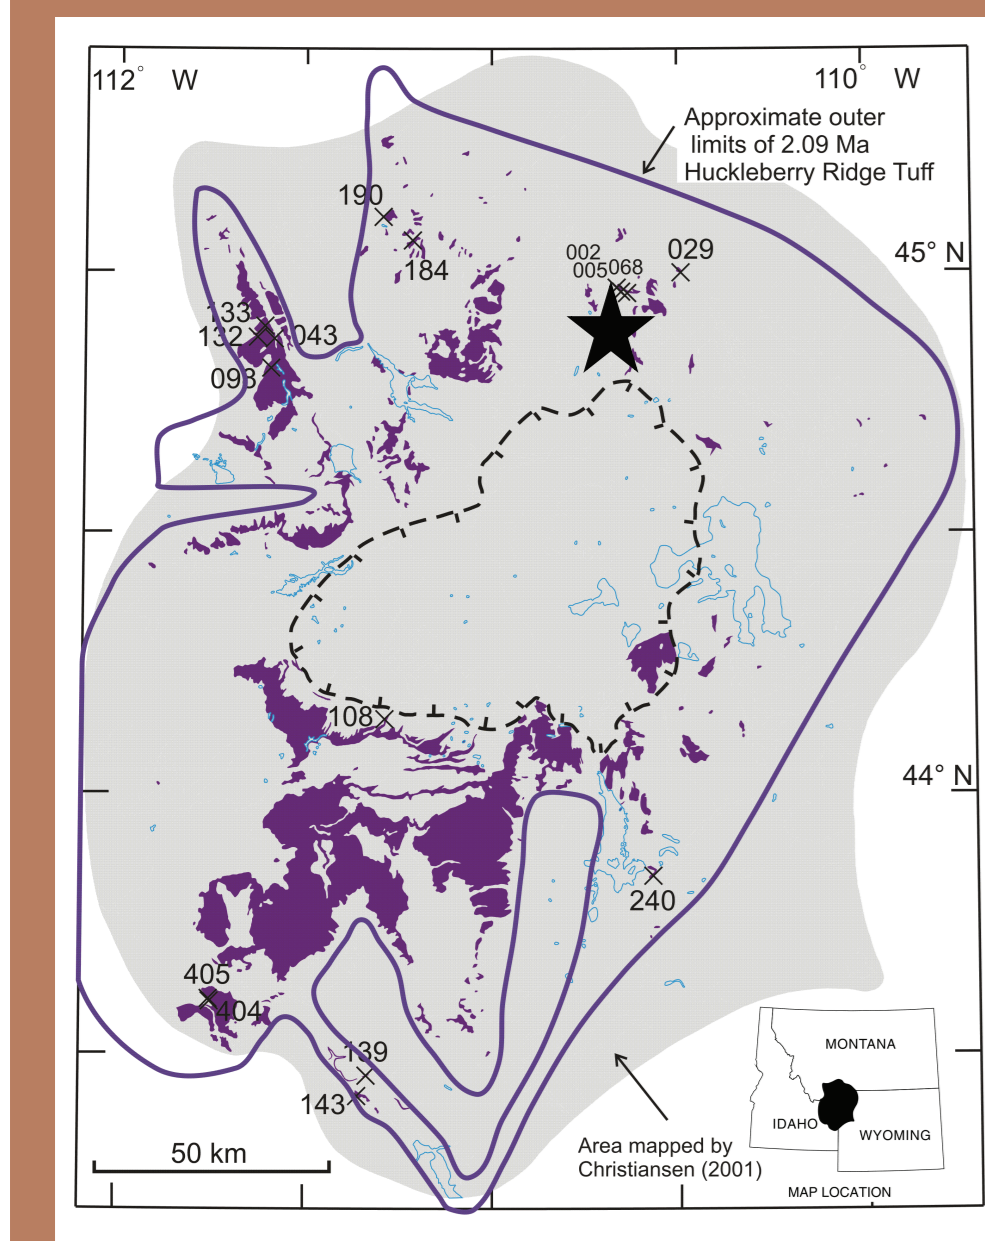 112° W
110° W
Approximate outer
limits of 2.09 Ma
Huckleberry Ridge Tuff
190
184
002
005
068
029
45° N
133
132
043
093
108
44° N
240
405
404
139
143
50 km
Area mapped by
Christiansen (2001)
MONTANA
IDAHO
WYOMING
MAP LOCATION